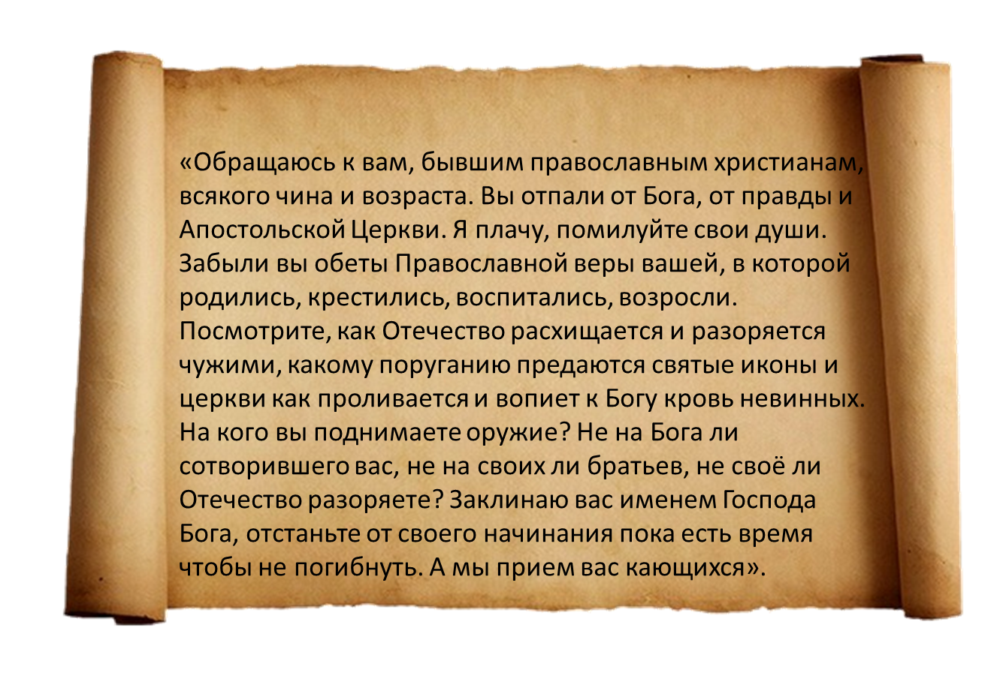 «Обращаюсь к вам, бывшим православным христианам,
всякого чина и возраста. Вы отпали от Бога, от правды и
Апостольской Церкви. Я плачу, помилуйте свои души.
Забыли вы обеты Православной веры вашей, в которой
родились, крестились, воспитались, возросли.
Посмотрите, как Отечество расхищается и разоряется
чужими, какому поруганию предаются святые иконы и
церкви как проливается и вопиет к Богу кровь невинных.
На кого вы поднимаете оружие? Не на Бога ли
сотворившего вас, не на своих ли братьев, не своё ли
Отечество разоряете? Заклинаю вас именем Господа
Бога, отстаньте от своего начинания пока есть время
чтобы не погибнуть. А мы прием вас кающихся».